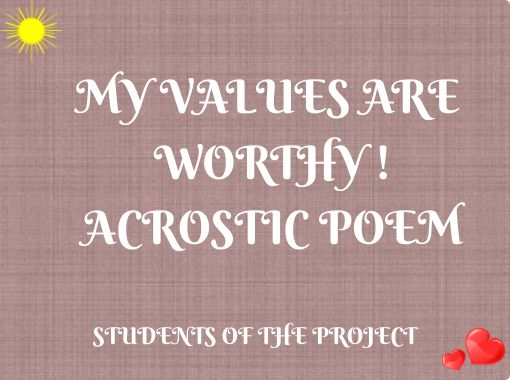 MY VALUES ARE
WORTHY !
ACROSTIC POEM
STUDENTS OF THE PROJECT